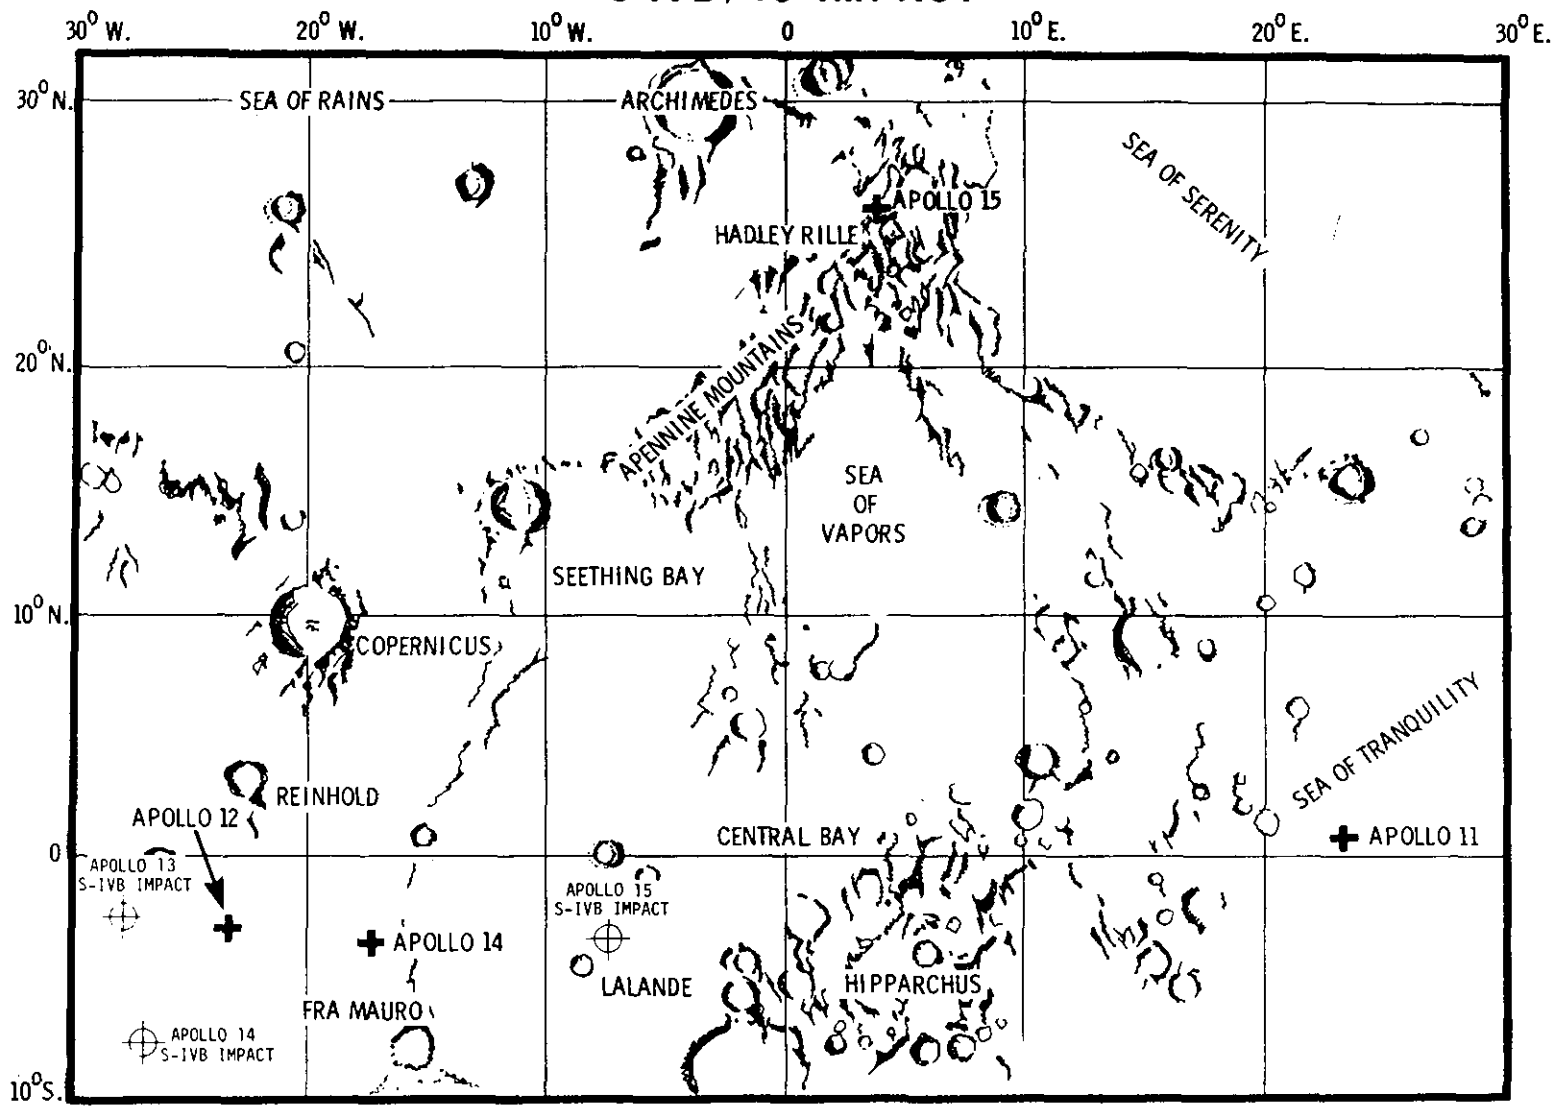 30° W. 20° W. 10° W. 0 10° E. 20° E. 30° E.
30° N.
SEA OF RAINS
ARCHIMEDES
SEA OF SERENITY
APOLLO 15
HADLEY RILLE
20° N.
APENNINE MOUNTAINS
SEA
OF
VAPORS
SEETHING BAY
10° N.
COPERNICUS
SEA OF TRANQUILITY
REINHOLD
APOLLO 12
CENTRAL BAY
APOLLO 11
0
APOLLO 13
S-IVB IMPACT
APOLLO 15
S-IVB IMPACT
APOLLO 14
LALANDE
HIPPARCHUS
FRA MAURO
APOLLO 14
S-IVB IMPACT
10° S.